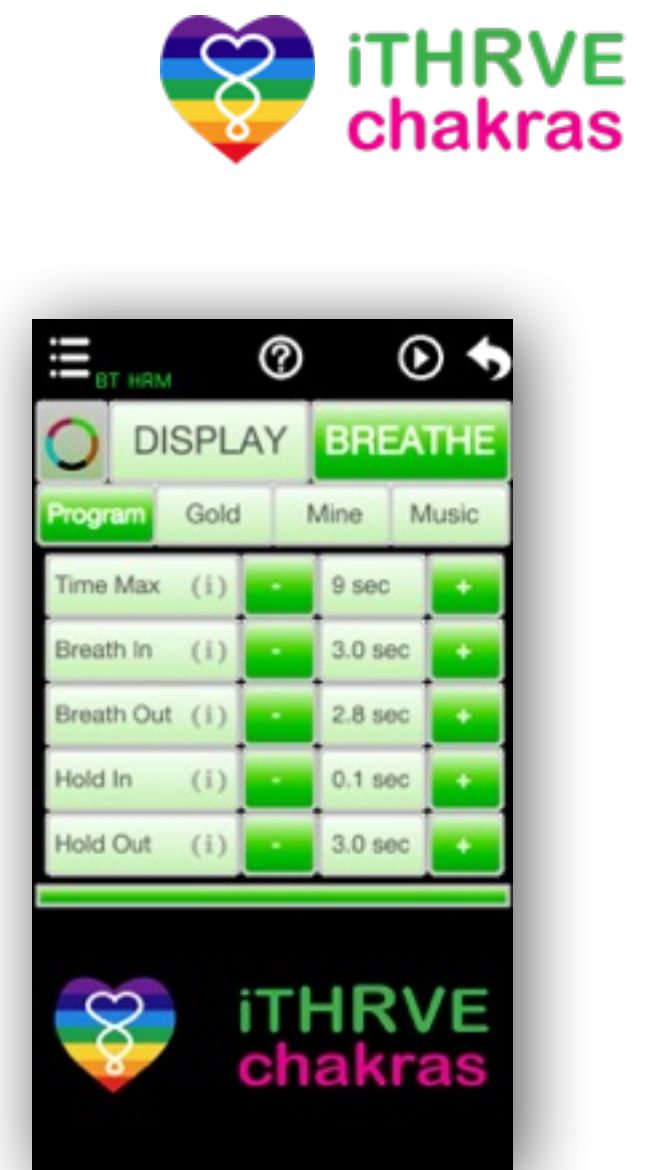 iTHRVE
chakras
BT HRM
?
DISPLAY BREATHE
Program Gold Mine Music
Time Max (i) - 9 sec +
Breath In (i) - 3.0 sec +
Breath Out (i) - 2.8 sec +
Hold In (i) - 0.1 sec +
Hold Out (i) - 3.0 sec +
iTHRVE
chakras